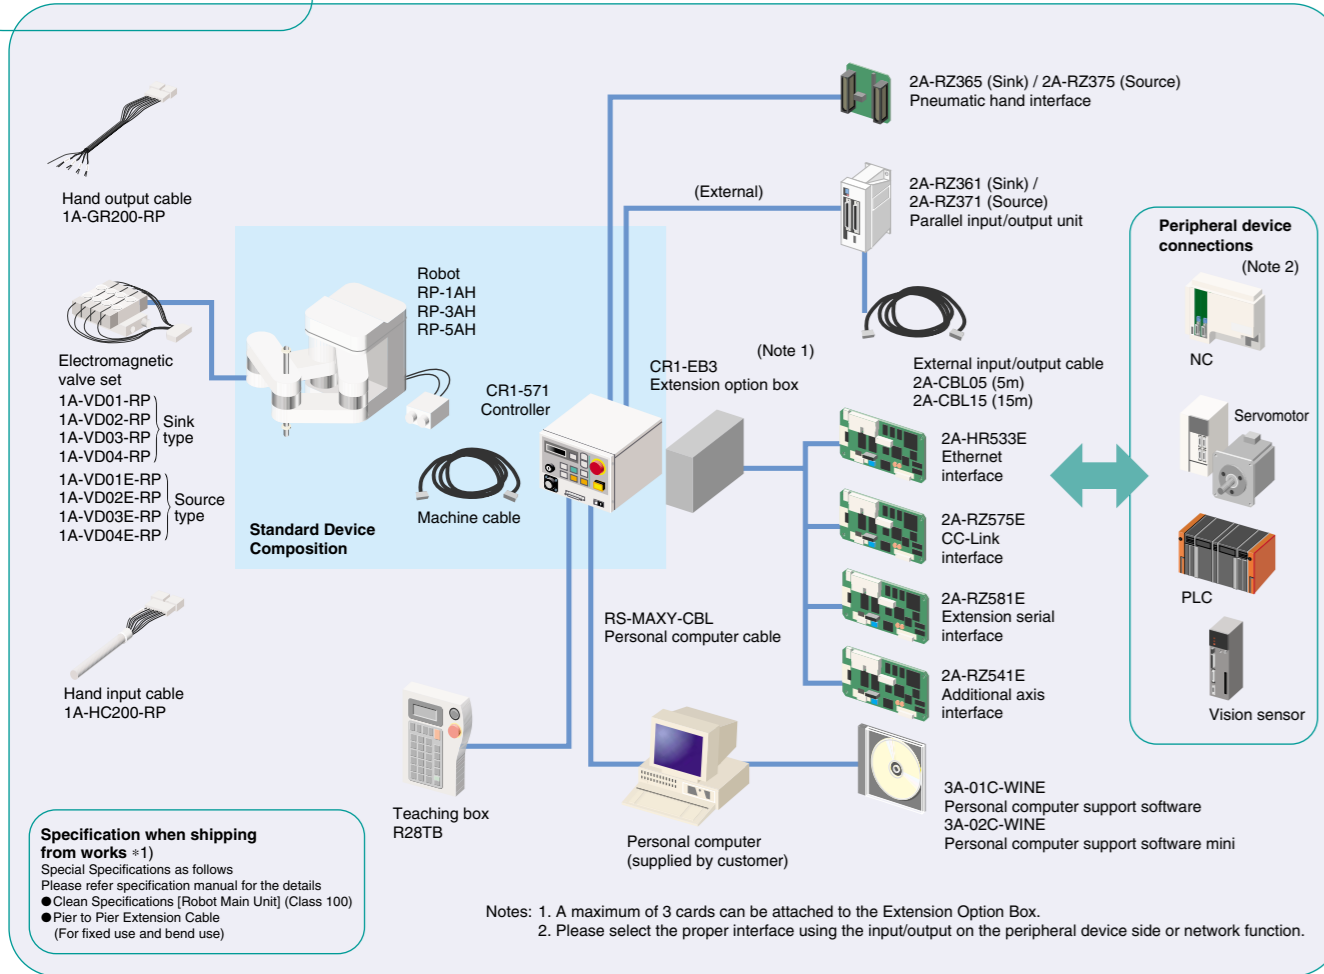 2A-RZ365 (Sink) / 2A-RZ375 (Source)
Pneumatic hand interface
Hand output cable
1A-GR200-RP
(External)
2A-RZ361 (Sink) /
2A-RZ371 (Source)
Parallel input/output unit
Peripheral device
connections
(Note 2)
Robot
RP-1AH
RP-3AH
RP-5AH
Electromagnetic
valve set
1A-VD01-RP
1A-VD02-RP
1A-VD03-RP
1A-VD04-RP
Sink
type
1A-VD01E-RP
1A-VD02E-RP
1A-VD03E-RP
1A-VD04E-RP
Source
type
CR1-571
Controller
Machine cable
Standard Device
Composition
(Note 1)
CR1-EB3
Extension option box
External input/output cable
2A-CBL05 (5m)
2A-CBL15 (15m)
NC
Servomotor
2A-HR533E
Ethernet
interface
2A-RZ575E
CC-Link
interface
2A-RZ581E
Extension serial
interface
2A-RZ541E
Additional axis
interface
PLC
Vision sensor
RS-MAXY-CBL
Personal computer cable
Hand input cable
1A-HC200-RP
Teaching box
R28TB
Personal computer
(supplied by customer)
3A-01C-WINE
Personal computer support software
3A-02C-WINE
Personal computer support software mini
Specification when shipping
from works *1)
Special Specifications as follows
Please refer specification manual for the details
●Clean Specifications [Robot Main Unit] (Class 100)
●Pier to Pier Extension Cable
(For fixed use and bend use)
Notes: 1. A maximum of 3 cards can be attached to the Extension Option Box.
2. Please select the proper interface using the input/output on the peripheral device side or network function.